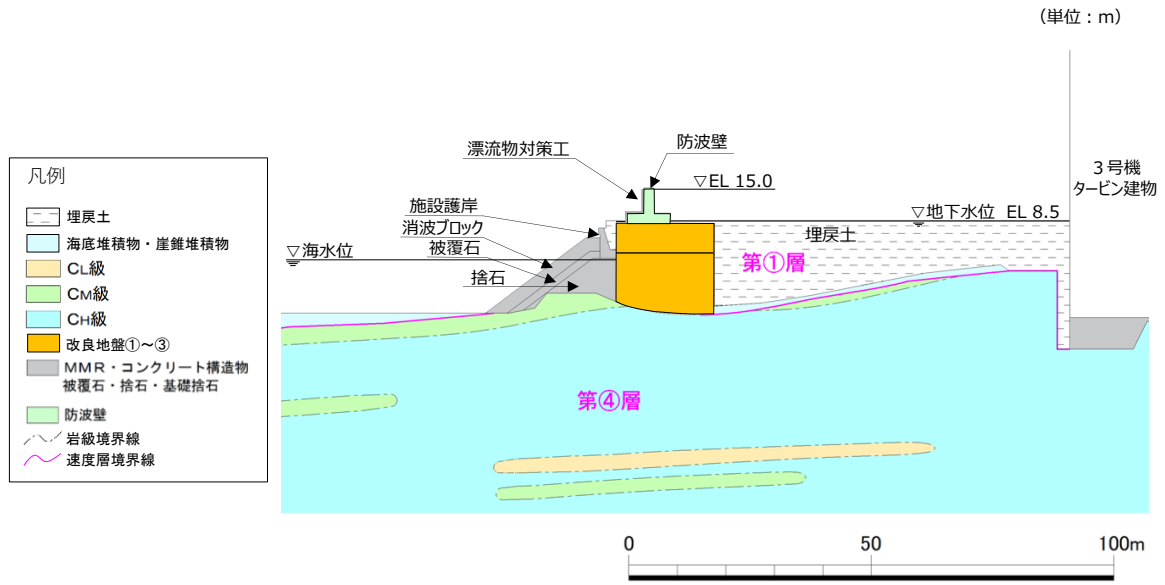 （単位：m）
防波壁
漂流物対策工
▽EL 15.0
3号機
タービン建物
施設護岸
▽地下水位 EL 8.5
消波ブロック
埋戻土
▽海水位
被覆石
第①層
捨石
第④層
凡例
埋戻土
海底堆積物・崖錐堆積物
CL級
CM級
CH級
改良地盤①～③
MMR・コンクリート構造物
被覆石・捨石・基礎捨石
防波壁
岩級境界線
速度層境界線
0 50 100m